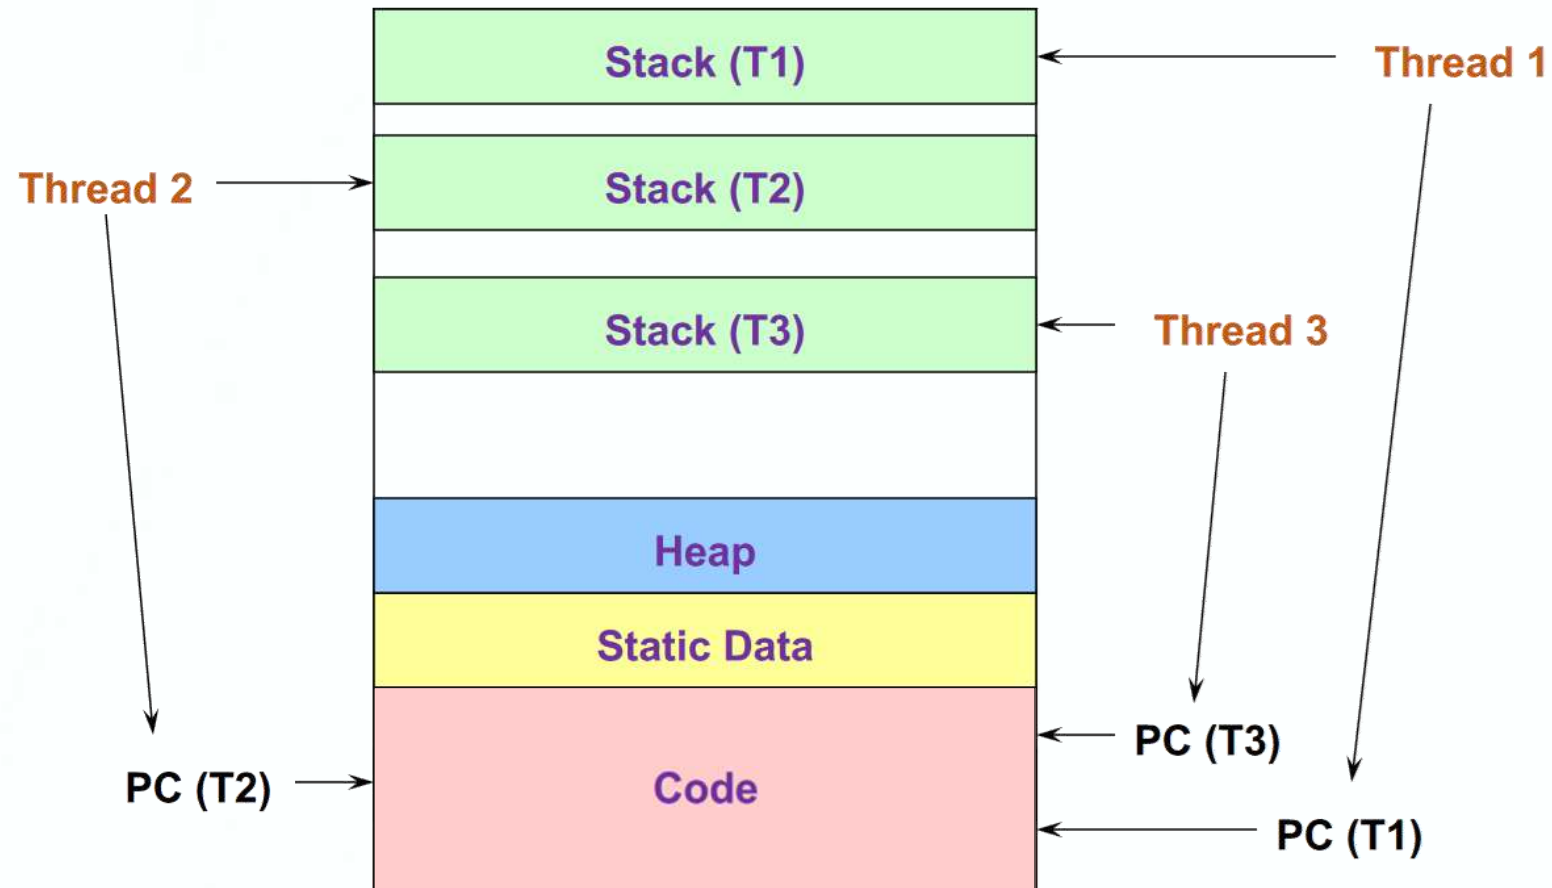 Stack (T1)
Thread 1
Thread 2
Stack (T2)
Stack (T3)
Thread 3
Heap
Static Data
PC (T3)
PC (T2)
Code
PC (T1)